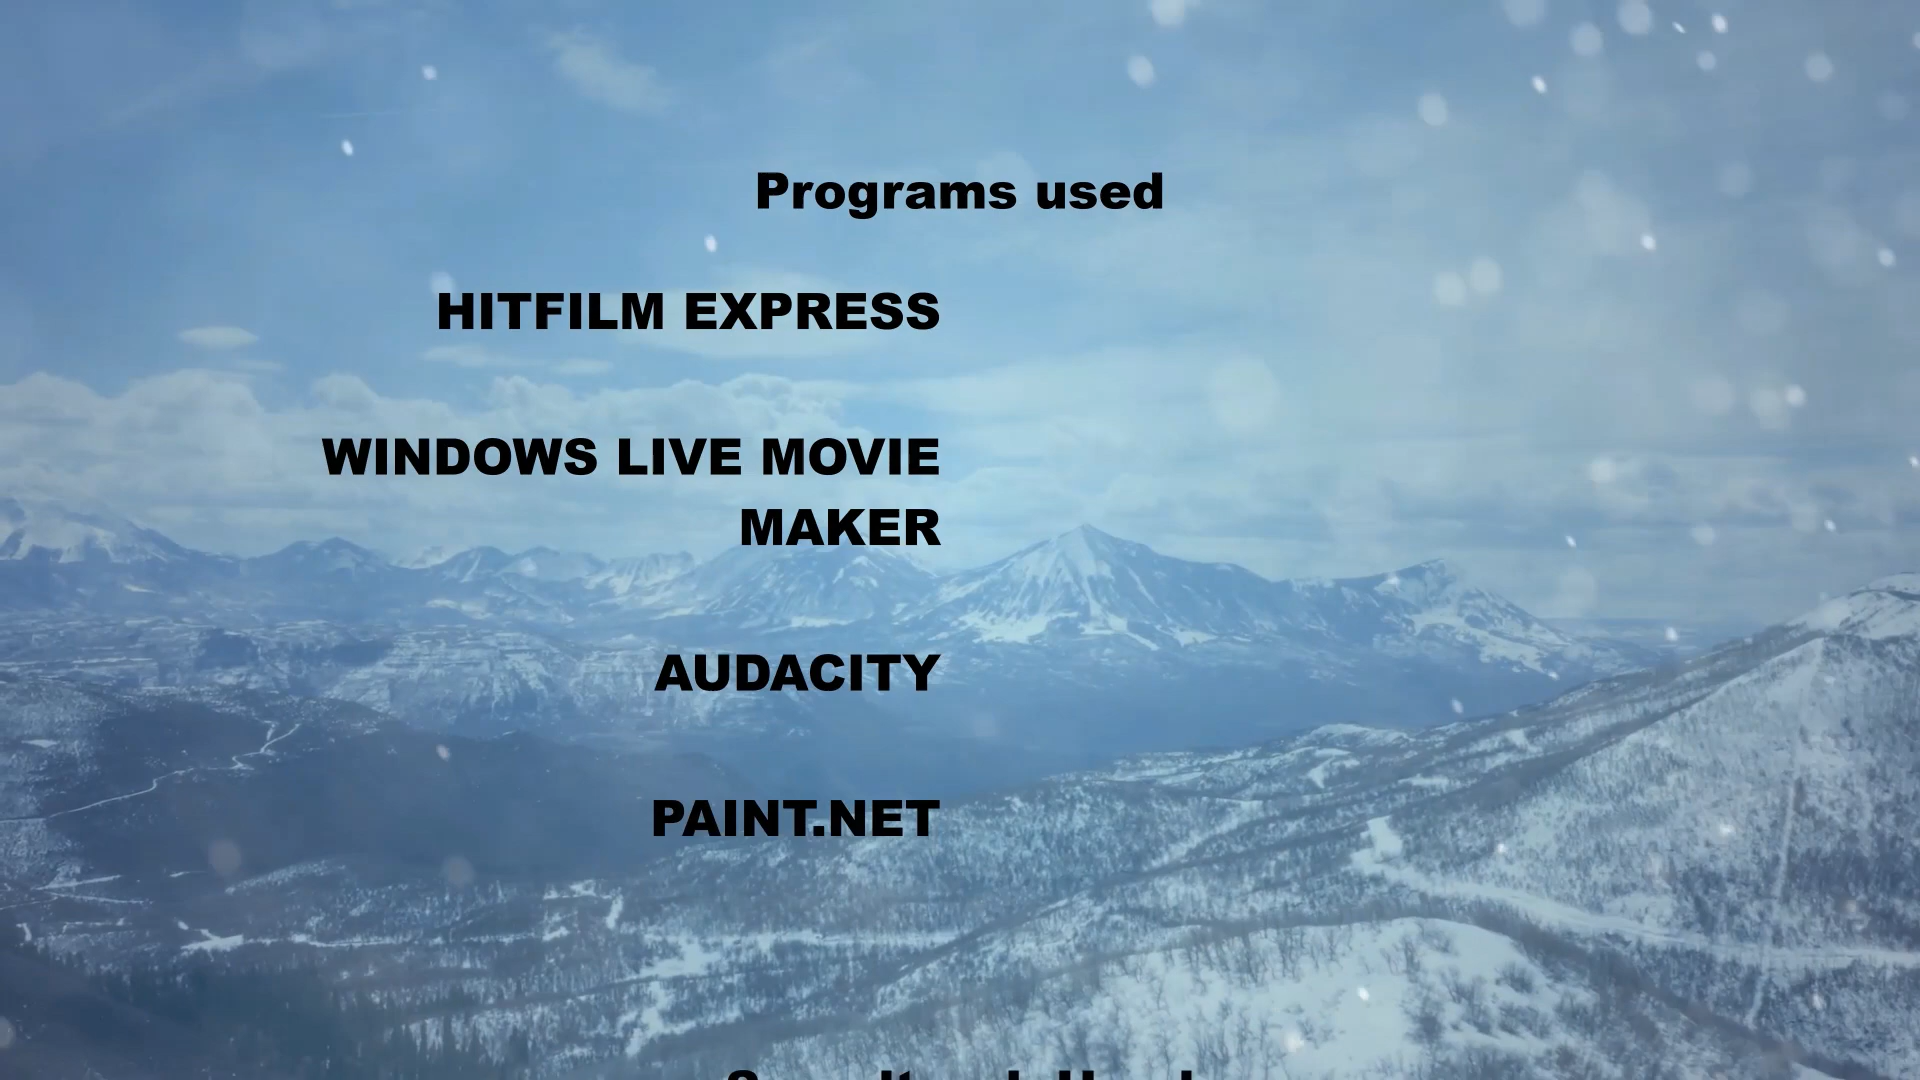 Programs used
HITFILM EXPRESS
WINDOWS LIVE MOVIE
MAKER
AUDACITY
PAINT.NET